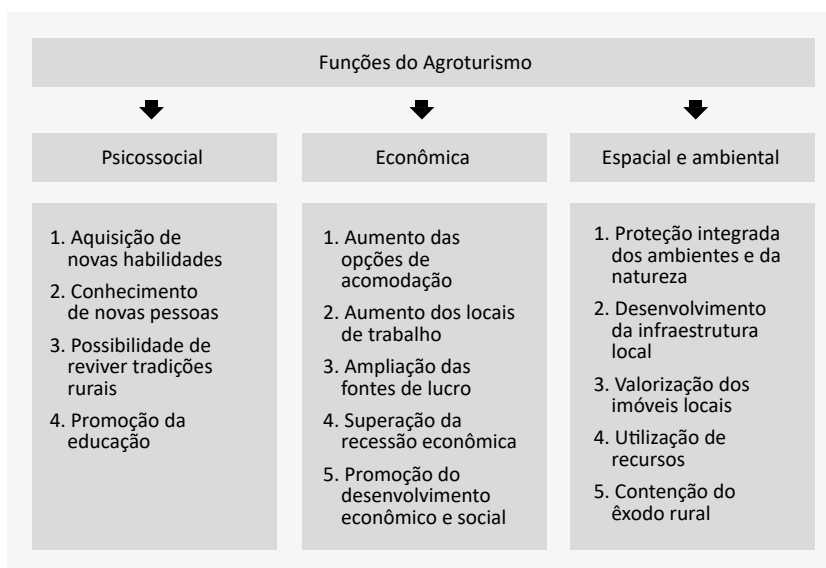 Funções do Agroturismo
Psicossocial
Econômica
Espacial e ambiental
1. Aquisição de
novas habilidades
2. Conhecimento
de novas pessoas
3. Possibilidade de
reviver tradições
rurais
4. Promoção da
educação
1. Aumento das
opções de
acomodação
2. Aumento dos locais
de trabalho
3. Ampliação das
fontes de lucro
4. Superação da
recessão econômica
5. Promoção do
desenvolvimento
econômico e social
1. Proteção integrada
dos ambientes e da
natureza
2. Desenvolvimento
da infraestrutura
local
3. Valorização dos
imóveis locais
4. Utilização de
recursos
5. Contenção do
êxodo rural